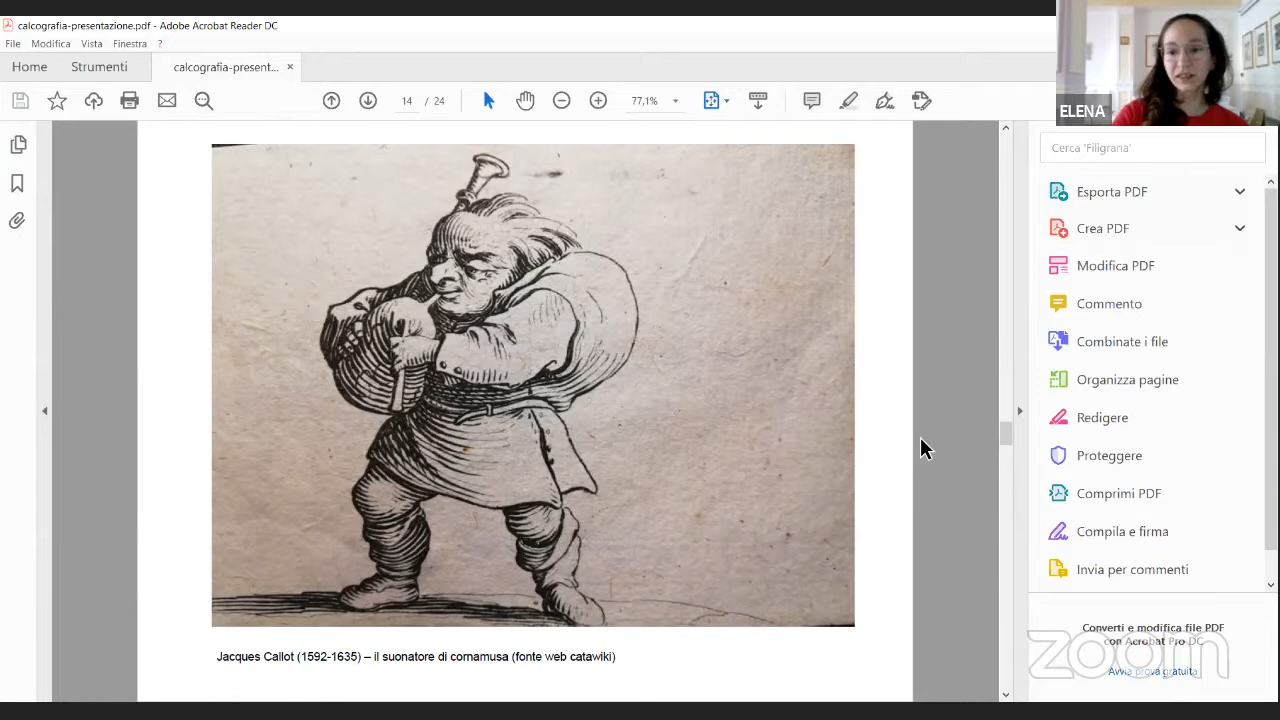 calcografia-presentazione.pdf - Adobe Acrobat Reader DC
File Modifica Vista Finestra ?
Home Strumenti calcografia-present... ×
14 / 24 77,1%
ELENA
Cerca 'Filigrana'
Esporta PDF
Crea PDF
Modifica PDF
Commento
Combinate i file
Organizza pagine
Redigere
Proteggere
Comprimi PDF
Compila e firma
Invia per commenti
Converti e modifica file PDF
con Acrobat Pro DC
Avvia prova gratuita
zoom
Jacques Callot (1592-1635) – il suonatore di cornamusa (fonte web catawiki)